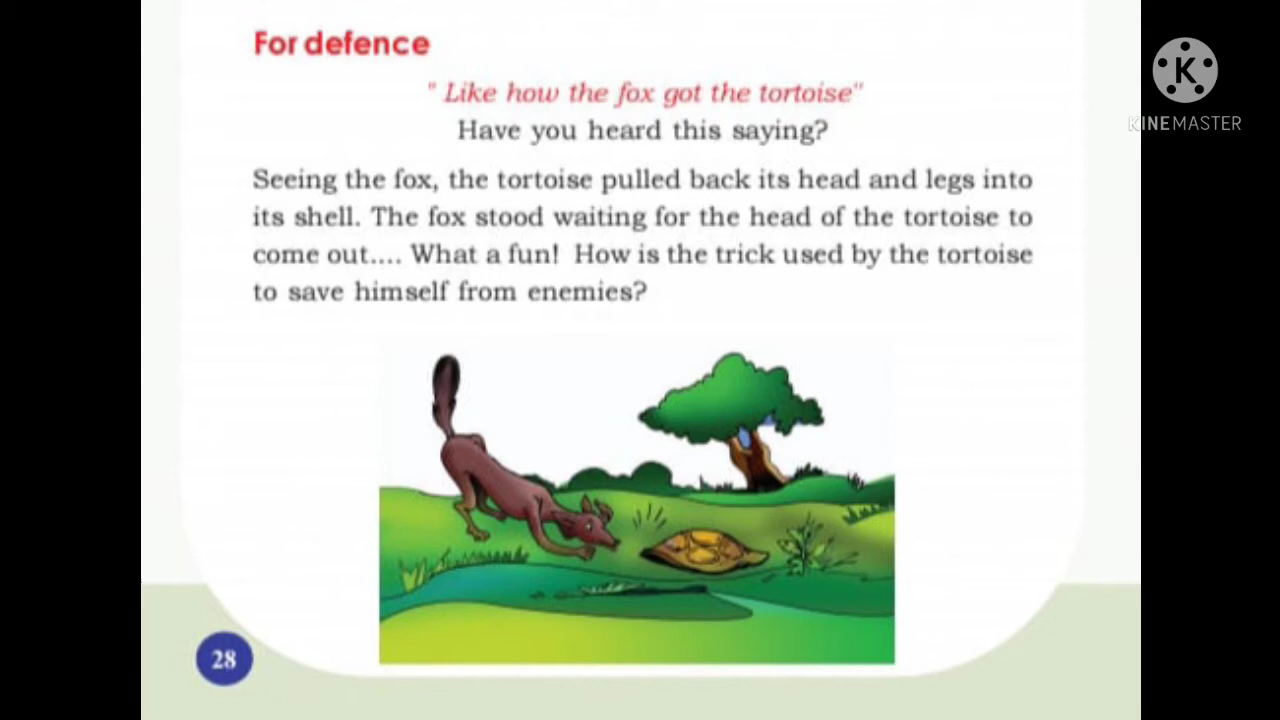 For defence
" Like how the fox got the tortoise"
Have you heard this saying?
Seeing the fox, the tortoise pulled back its head and legs into
its shell. The fox stood waiting for the head of the tortoise to
come out.... What a fun! How is the trick used by the tortoise
to save himself from enemies?
28
K
KINEMASTER